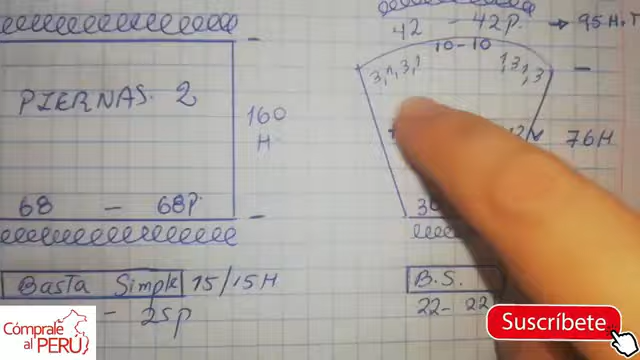 42 - 42p. → 95 H.T
10-10
3,1,3,1
1,3,1,3
PIERNAS. 2
160
H
76H
68 - 68p.
Basta Simple 15/15H
B.S.
- 25p
22- 22
Cómprale
al PERÚ
Suscríbete